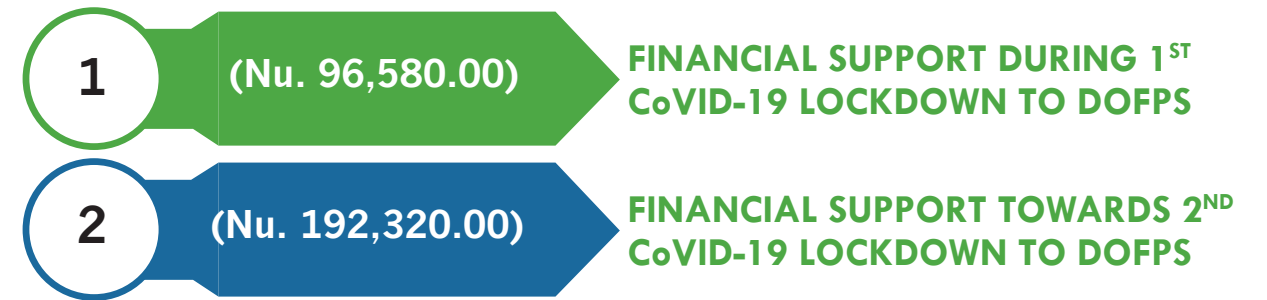 1
(Nu. 96,580.00)
FINANCIAL SUPPORT DURING 1ST
CoVID-19 LOCKDOWN TO DOFPS
2
(Nu. 192,320.00)
FINANCIAL SUPPORT TOWARDS 2ND
CoVID-19 LOCKDOWN TO DOFPS